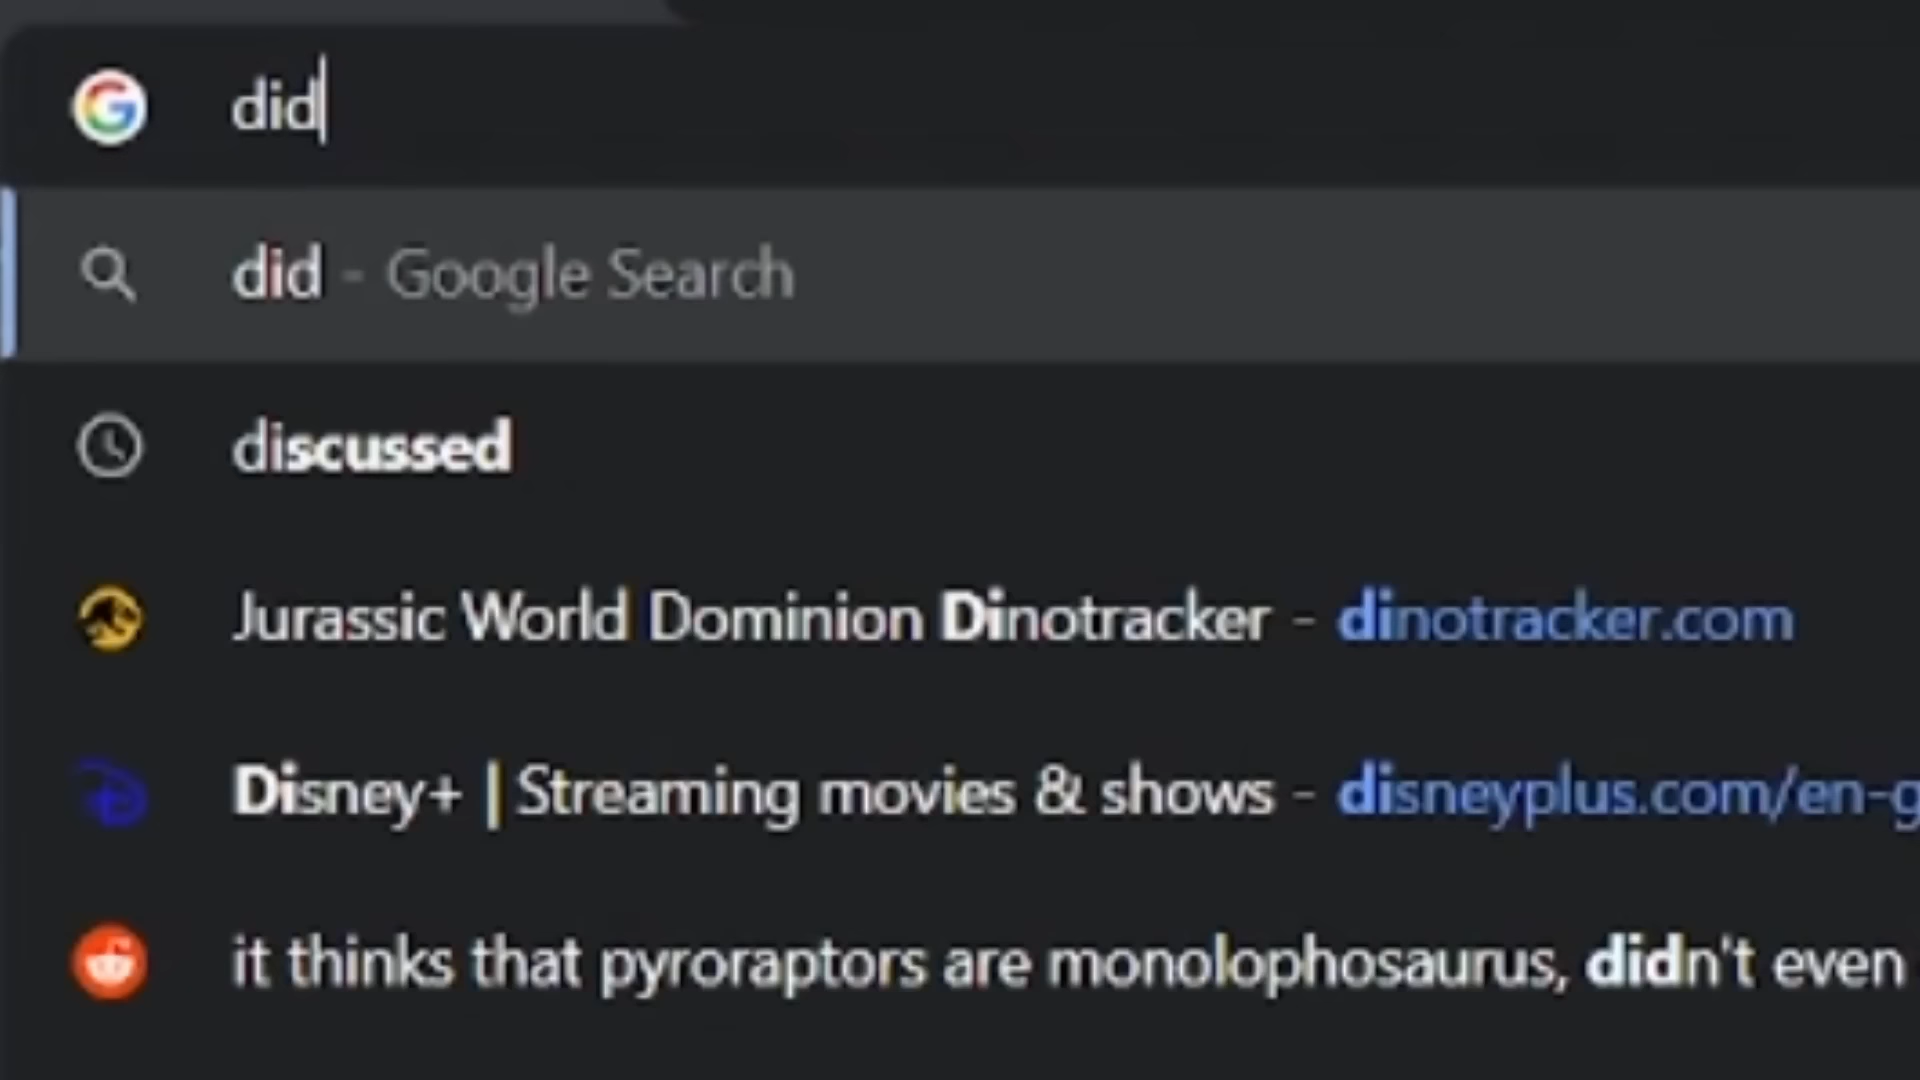 did
did - Google Search
discussed
Jurassic World Dominion Dinotracker - dinotracker.com
Disney+ | Streaming movies & shows - disneyplus.com/en-g
it thinks that pyroraptors are monolophosaurus, didn't even